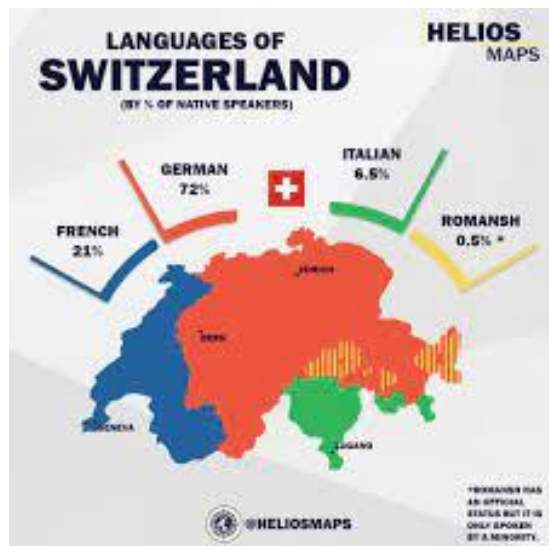 LANGUAGES OF
SWITZERLAND
(BY % OF NATIVE SPEAKERS)
HELIOS
MAPS
GERMAN
72%
ITALIAN
6.5%
FRENCH
21%
ROMANSH
0.5% *
ZURICH
BERN
GENEVA
LUGANO
*ROMANSH HAS
AN OFFICIAL
STATUS BUT IT IS
ONLY SPOKEN
BY A MINORITY.
@HELIOSMAPS